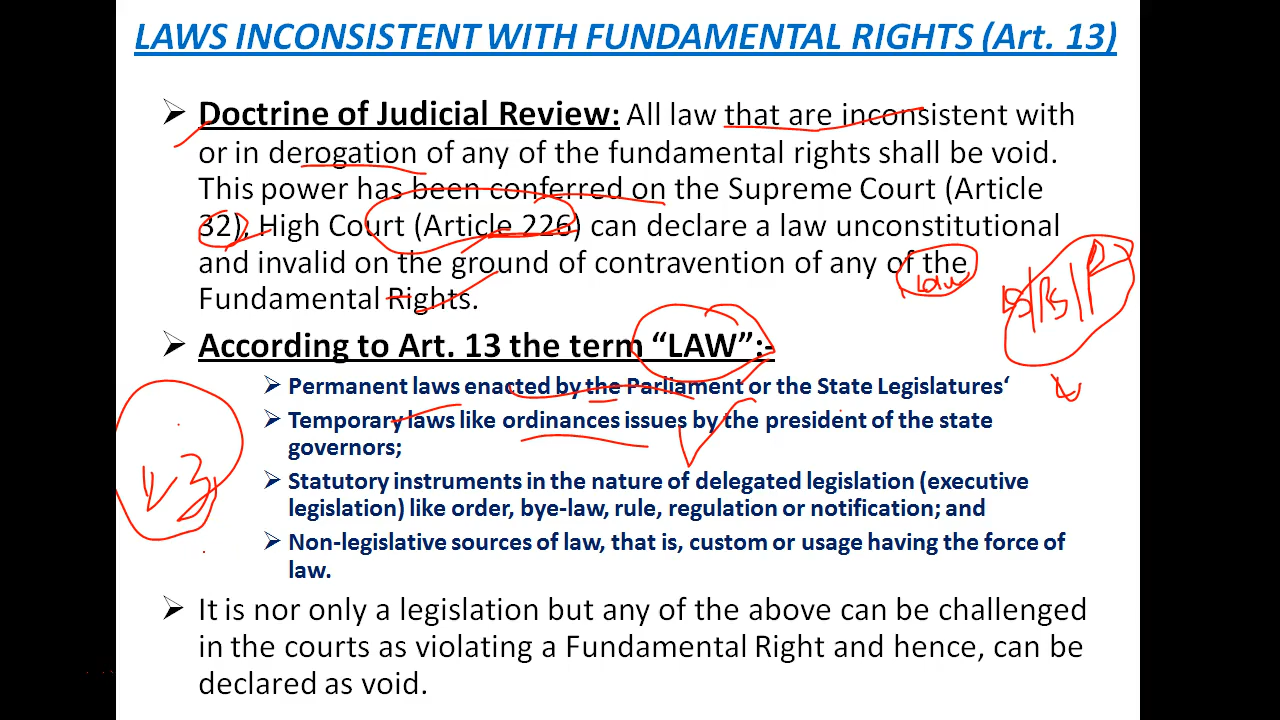 LAWS INCONSISTENT WITH FUNDAMENTAL RIGHTS (Art. 13)
➢ Doctrine of Judicial Review: All law that are inconsistent with
or in derogation of any of the fundamental rights shall be void.
This power has been conferred on the Supreme Court (Article
32), High Court (Article 226) can declare a law unconstitutional
and invalid on the ground of contravention of any of the
Fundamental Rights.
law
➢ According to Art. 13 the term “LAW”:-
➢ Permanent laws enacted by the Parliament or the State Legislatures‘
➢ Temporary laws like ordinances issues by the president of the state
governors;
➢ Statutory instruments in the nature of delegated legislation (executive
legislation) like order, bye-law, rule, regulation or notification; and
➢ Non-legislative sources of law, that is, custom or usage having the force of
law.
➢ It is nor only a legislation but any of the above can be challenged
in the courts as violating a Fundamental Right and hence, can be
declared as void.